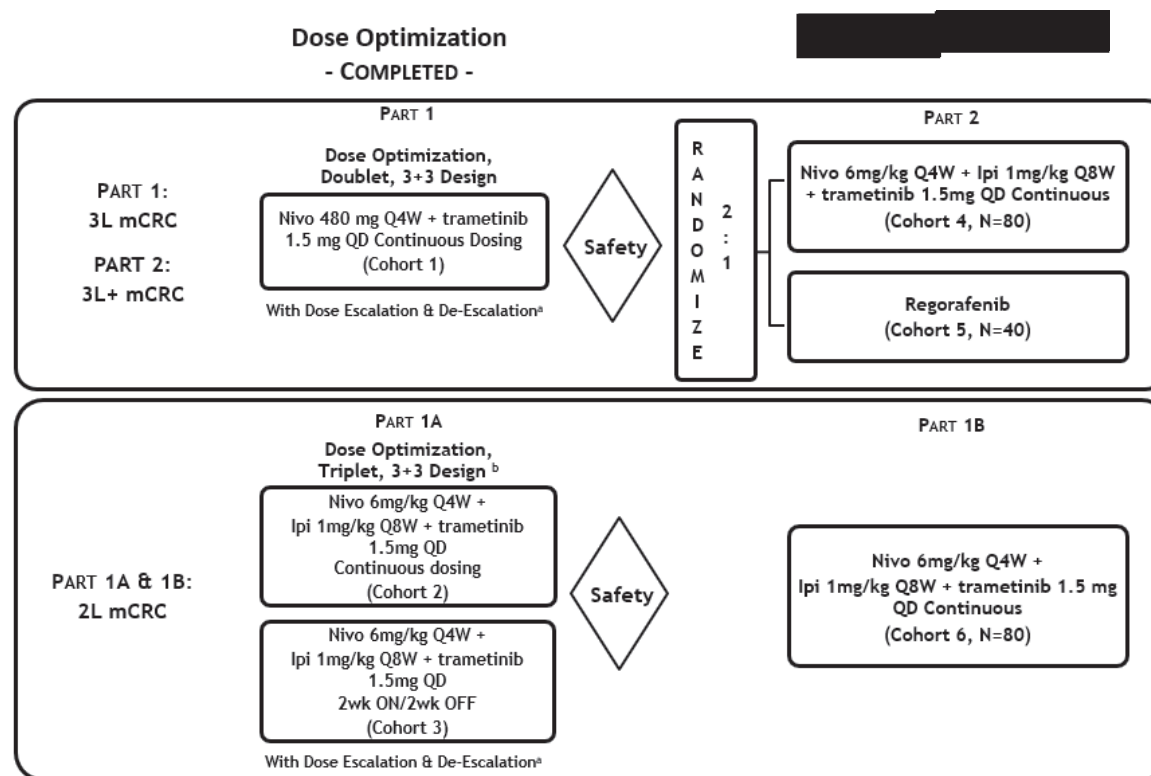 Dose Optimization
- COMPLETED -
PART 1
PART 2
PART 1:
3L mCRC
PART 2:
3L+ mCRC
Dose Optimization,
Doublet, 3+3 Design
Nivo 480 mg Q4W + trametinib
1.5 mg QD Continuous Dosing
(Cohort 1)
With Dose Escalation & De-Escalationᵃ
Safety
RANDOMIZE
2:1
Nivo 6mg/kg Q4W + Ipi 1mg/kg Q8W
+ trametinib 1.5mg QD Continuous
(Cohort 4, N=80)
Regorafenib
(Cohort 5, N=40)
PART 1A
PART 1B
PART 1A & 1B:
2L mCRC
Dose Optimization,
Triplet, 3+3 Design ᵇ
Nivo 6mg/kg Q4W +
Ipi 1mg/kg Q8W + trametinib
1.5mg QD
Continuous dosing
(Cohort 2)
Nivo 6mg/kg Q4W +
Ipi 1mg/kg Q8W + trametinib
1.5mg QD
2wk ON/2wk OFF
(Cohort 3)
With Dose Escalation & De-Escalationᵃ
Safety
Nivo 6mg/kg Q4W +
Ipi 1mg/kg Q8W + trametinib 1.5 mg
QD Continuous
(Cohort 6, N=80)